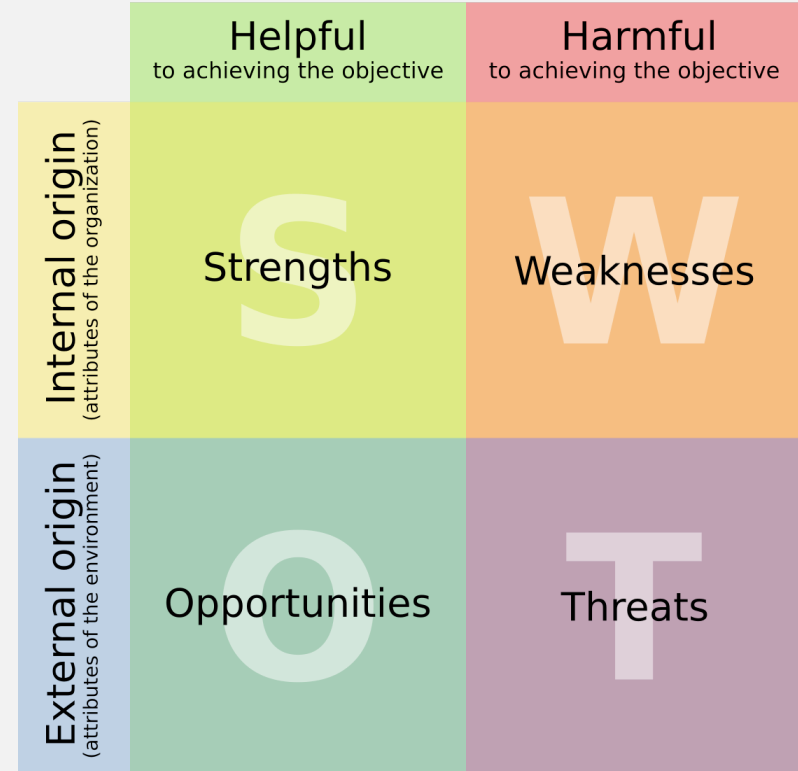 Helpful
to achieving the objective
Harmful
to achieving the objective
Internal origin
(attributes of the organization)
S
Strengths
W
Weaknesses
External origin
(attributes of the environment)
O
Opportunities
T
Threats